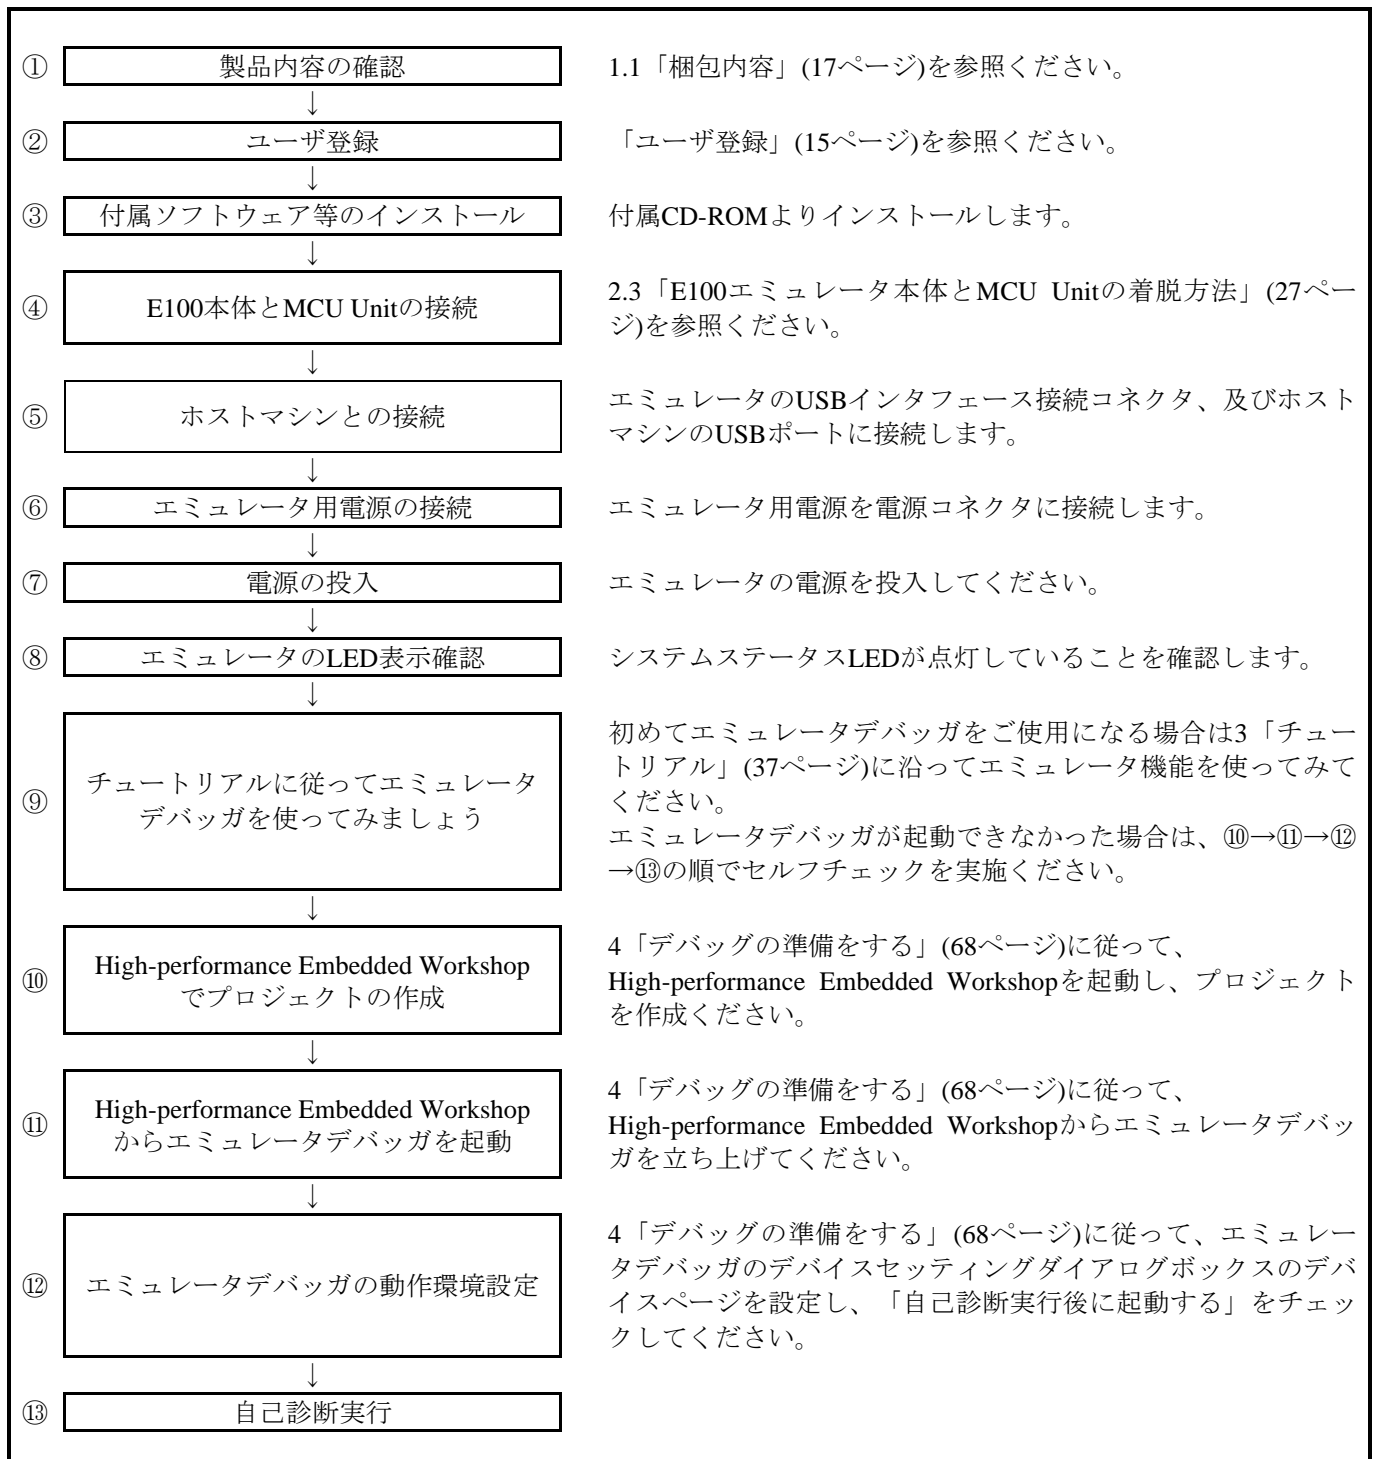 ① 製品内容の確認 1.1「梱包内容」(17ページ)を参照ください。
↓
② ユーザ登録 「ユーザ登録」(15ページ)を参照ください。
↓
③ 付属ソフトウェア等のインストール 付属CD-ROMよりインストールします。
↓
④ E100本体とMCU Unitの接続
2.3「E100エミュレータ本体とMCU Unitの着脱方法」(27ペー
ジ)を参照ください。
↓
⑤ ホストマシンとの接続
エミュレータのUSBインタフェース接続コネクタ、及びホスト
マシンのUSBポートに接続します。
↓
⑥ エミュレータ用電源の接続 エミュレータ用電源を電源コネクタに接続します。
↓
⑦ 電源の投入 エミュレータの電源を投入してください。
↓
⑧ エミュレータのLED表示確認 システムステータスLEDが点灯していることを確認します。
↓
⑨ チュートリアルに従ってエミュレータ
デバッガを使ってみましょう
初めてエミュレータデバッガをご使用になる場合は3「チュー
トリアル」(37ページ)に沿ってエミュレータ機能を使ってみて
ください。
エミュレータデバッガが起動できなかった場合は、⑩→⑪→⑫
→⑬の順でセルフチェックを実施ください。
↓
⑩ High-performance Embedded Workshop
でプロジェクトの作成
4「デバッグの準備をする」(68ページ)に従って、
High-performance Embedded Workshopを起動し、プロジェクト
を作成ください。
↓
⑪ High-performance Embedded Workshop
からエミュレータデバッガを起動
4「デバッグの準備をする」(68ページ)に従って、
High-performance Embedded Workshopからエミュレータデバッ
ガを立ち上げてください。
↓
⑫ エミュレータデバッガの動作環境設定
4「デバッグの準備をする」(68ページ)に従って、エミュレー
タデバッガのデバイスセッティングダイアログボックスのデバ
イスページを設定し、「自己診断実行後に起動する」をチェッ
クしてください。
↓
⑬ 自己診断実行